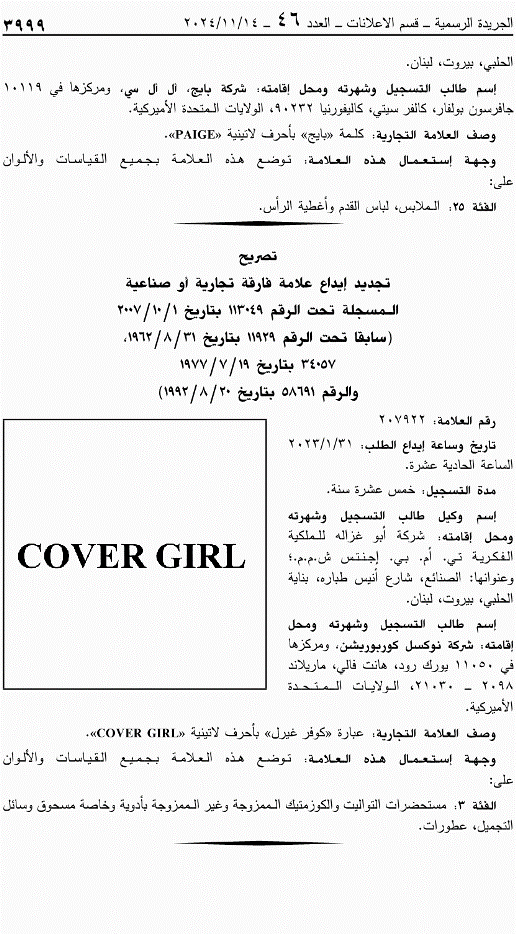 الجريدة الرسمية ــ قسم الاعلانات ــ العدد ٤٦ ــ ٢٠٢٤/١١/١٤
٣٩٩٩
الحلبي، بيروت، لبنان.
إسم طالب التسجيل وشهرته ومحل إقامته: شركة بايج، أل أل سي، ومركزها في ١٠١١٩
جافرسون بولفار، كالفر سيتي، كاليفورنيا ٩٠٢٣٢، الولايات المتحدة الأميركية.
وصف العلامة التجارية: كلمة «بايج» بأحرف لاتينية «PAIGE».
وجهة إستعمال هذه العلامة: توضع هذه العلامة بجميع القياسات والألوان
على:
الفئة ٢٥: الملابس، لباس القدم وأغطية الرأس.
تصريح
تجديد إيداع علامة فارقة تجارية أو صناعية
المسجلة تحت الرقم ١١٣٠٤٩ بتاريخ ٢٠٠٧/١٠/١
(سابقا تحت الرقم ١١٩٢٩ بتاريخ ١٩٦٢/٨/٣١،
٣٤٠٥٧ بتاريخ ١٩٧٧/٧/١٩
والرقم ٥٨٦٩١ بتاريخ ١٩٩٢/٨/٢٠)
رقم العلامة: ٢٠٧٩٢٢
تاريخ وساعة إيداع الطلب: ٢٠٢٣/١/٣١
الساعة الحادية عشرة.
مدة التسجيل: خمس عشرة سنة.
إسم وكيل طالب التسجيل وشهرته
ومحل إقامته: شركة أبو غزاله للملكية
الفكرية تي. أم. بي. إجنتس ش.م.م.؛
وعنوانها: الصنائع، شارع أنيس طباره، بناية
الحلبي، بيروت، لبنان.
إسم طالب التسجيل وشهرته ومحل
إقامته: شركة نوكسل كوربوريشن، ومركزها
في ١١٠٥٠ يورك رود، هانت فالي، ماريلاند
٢٠٩٨ ــ ٢١٠٣٠، الولايات المتحدة
الأميركية.
COVER GIRL
وصف العلامة التجارية: عبارة «كوفر غيرل» بأحرف لاتينية «COVER GIRL».
وجهة إستعمال هذه العلامة: توضع هذه العلامة بجميع القياسات والألوان
على:
الفئة ٣: مستحضرات التواليت والكوزمتيك الممزوجة وغير الممزوجة بأدوية وخاصة مسحوق وسائل
التجميل، عطورات.